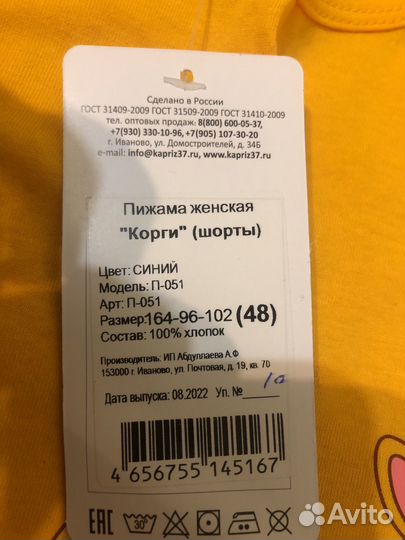 Сделано в России
ГОСТ 31409-2009 ГОСТ 31509-2009 ГОСТ 31410-2009
тел. оптовых продаж: 8(800) 600-05-37,
+7(930) 330-10-96, +7(905) 107-30-20
г. Иваново, ул. Домостроителей, д. 34Б
e-mail: info@kapriz37.ru, www.kapriz37.ru
Пижама женская
"Корги" (шорты)
Цвет: СИНИЙ
Модель: П-051
Арт: П-051
Размер:164-96-102 (48)
Состав: 100% хлопок
Производитель: ИП Абдуллаева А.Ф
153000 г. Иваново, ул. Почтовая, д. 19, кв. 70
Дата выпуска: 08.2022 Уп. №
4 656755 145167
EAC 30°
Avito